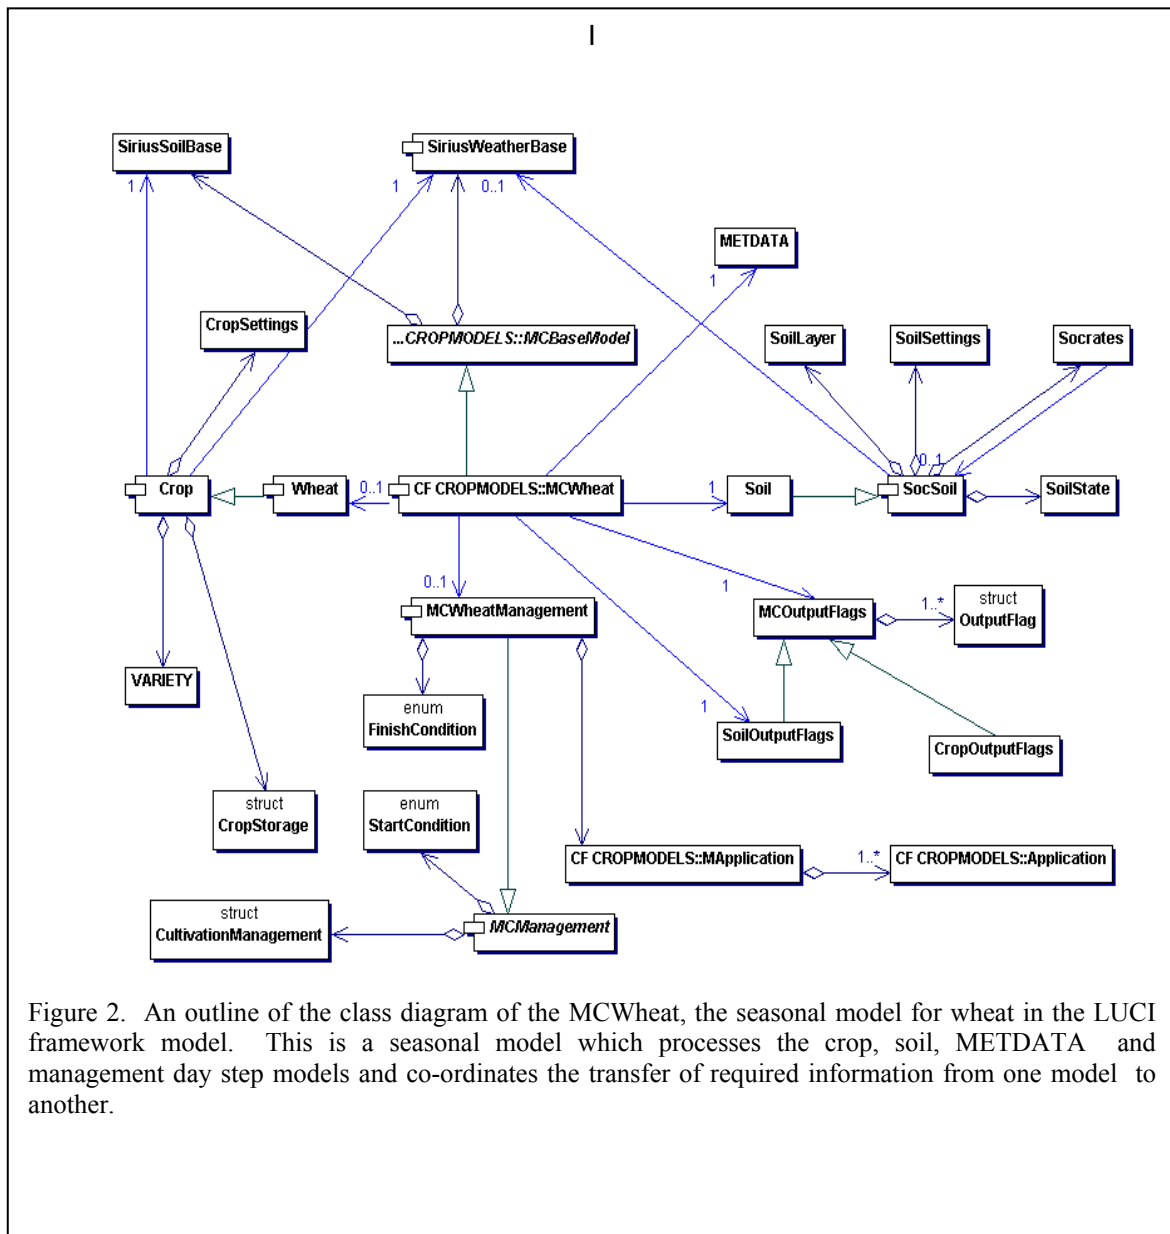 I
SiriusSoilBase
SiriusWeatherBase
1
1
0..1
METDATA
1
CropSettings
...CROPMODELS::MCBaseModel
SoilLayer
SoilSettings
Socrates
0..1
Crop
Wheat
0..1
CF CROPMODELS::MCWheat
1
Soil
SocSoil
SoilState
0..1
MCWheatManagement
1
MCOutputFlags
1..*
struct
OutputFlag
VARIETY
enum
FinishCondition
1
SoilOutputFlags
CropOutputFlags
struct
CropStorage
enum
StartCondition
CF CROPMODELS::MApplication
1..*
CF CROPMODELS::Application
struct
CultivationManagement
MCManagement
Figure 2. An outline of the class diagram of the MCWheat, the seasonal model for wheat in the LUCI
framework model. This is a seasonal model which processes the crop, soil, METDATA and
management day step models and co-ordinates the transfer of required information from one model to
another.